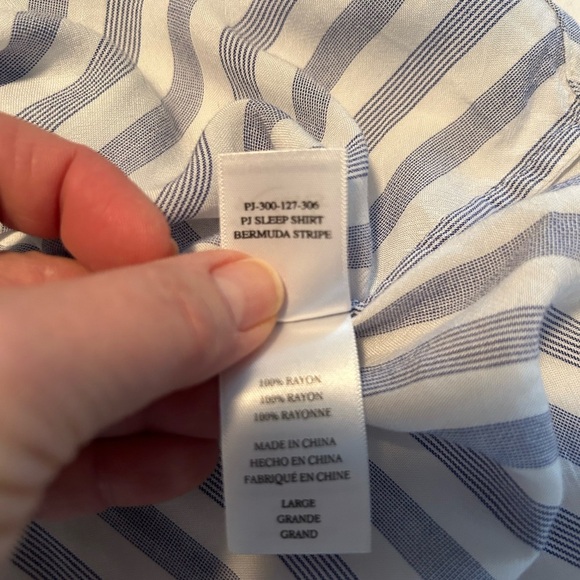 PJ-300-127-306
PJ SLEEP SHIRT
BERMUDA STRIPE
100% RAYON
100% RAYON
100% RAYONNE
MADE IN CHINA
HECHO EN CHINA
FABRIQUÉ EN CHINE
LARGE
GRANDE
GRAND